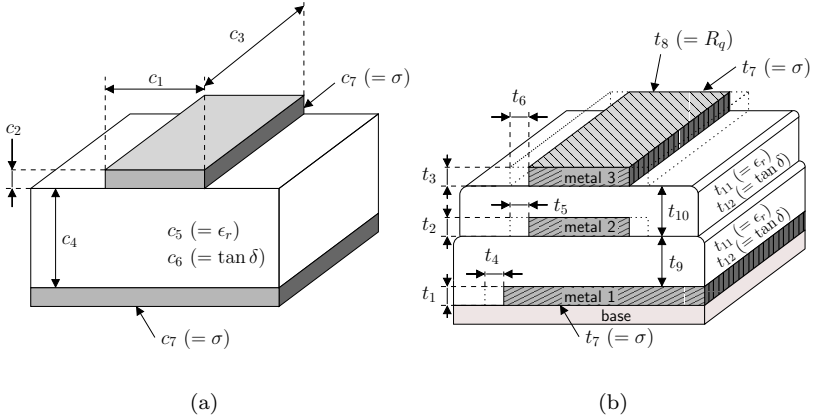 c₃
c₁
c₇ (= σ)
c₂
c₄
c₅ (= ϵᵣ)
c₆ (= tan δ)
c₇ (= σ)
(a)
t₈ (= R_q)
t₇ (= σ)
t₆
t₃
metal 3
t₁₁ (= ϵᵣ)
t₁₂ (= tan δ)
t₅
t₁₀
t₂
metal 2
t₁₁ (= ϵᵣ)
t₁₂ (= tan δ)
t₄
t₉
t₁
metal 1
base
t₇ (= σ)
(b)